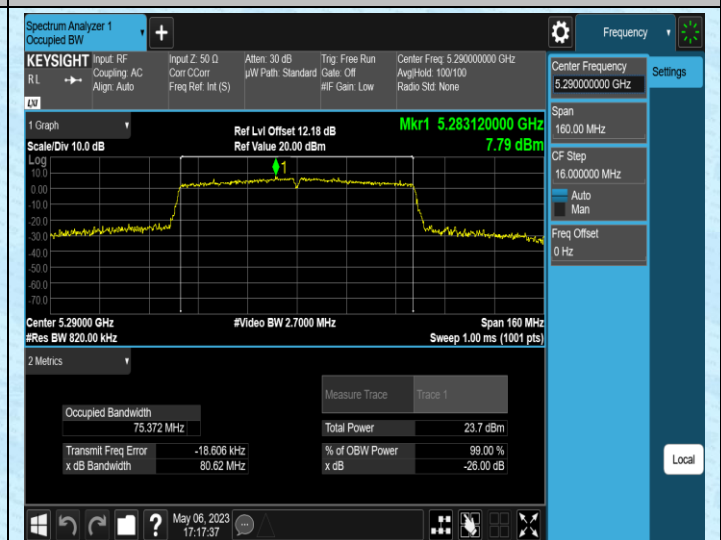 Spectrum Analyzer 1
Occupied BW
+
Frequency
KEYSIGHT
RL
LXI
Input: RF
Coupling: AC
Align: Auto
Input Z: 50 Ω
Corr CCorr
Freq Ref: Int (S)
Atten: 30 dB
µW Path: Standard
Trig: Free Run
Gate: Off
#IF Gain: Low
Center Freq: 5.290000000 GHz
Avg|Hold: 100/100
Radio Std: None
Center Frequency
5.290000000 GHz
Settings
Span
160.00 MHz
CF Step
16.000000 MHz
Auto
Man
Freq Offset
0 Hz
1 Graph
Scale/Div 10.0 dB
Ref Lvl Offset 12.18 dB
Ref Value 20.00 dBm
Mkr1 5.283120000 GHz
7.79 dBm
Log
1
10.0
0.00
-10.0
-20.0
-30.0
-40.0
-50.0
-60.0
-70.0
Center 5.29000 GHz
#Res BW 820.00 kHz
#Video BW 2.7000 MHz
Span 160 MHz
Sweep 1.00 ms (1001 pts)
2 Metrics
Measure Trace
Trace 1
Occupied Bandwidth
75.372 MHz
Total Power
23.7 dBm
Transmit Freq Error
-18.606 kHz
% of OBW Power
99.00 %
x dB Bandwidth
80.62 MHz
x dB
-26.00 dB
Local
?
May 06, 2023
17:17:37